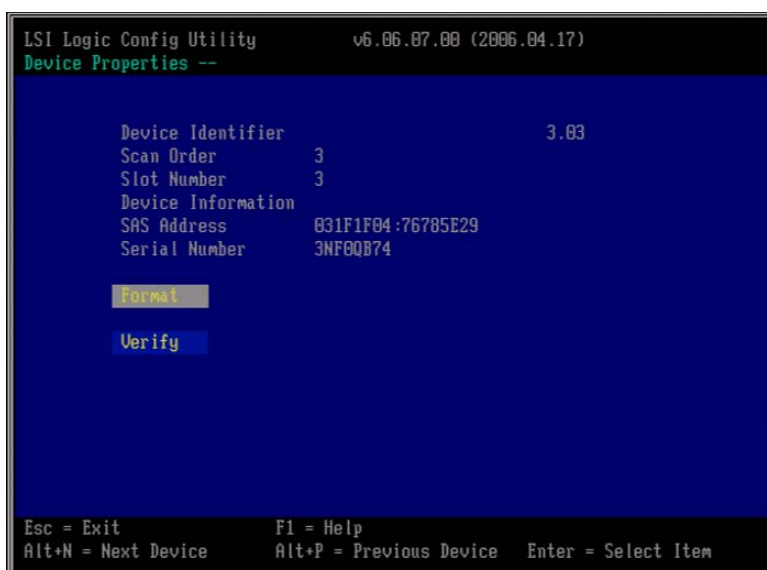 LSI Logic Config Utility v6.06.07.00 (2006.04.17)
Device Properties --
Device Identifier 3.03
Scan Order 3
Slot Number 3
Device Information
SAS Address 031F1F04:76785E29
Serial Number 3NF0QB74
Format
Verify
Esc = Exit F1 = Help
Alt+N = Next Device Alt+P = Previous Device Enter = Select Item